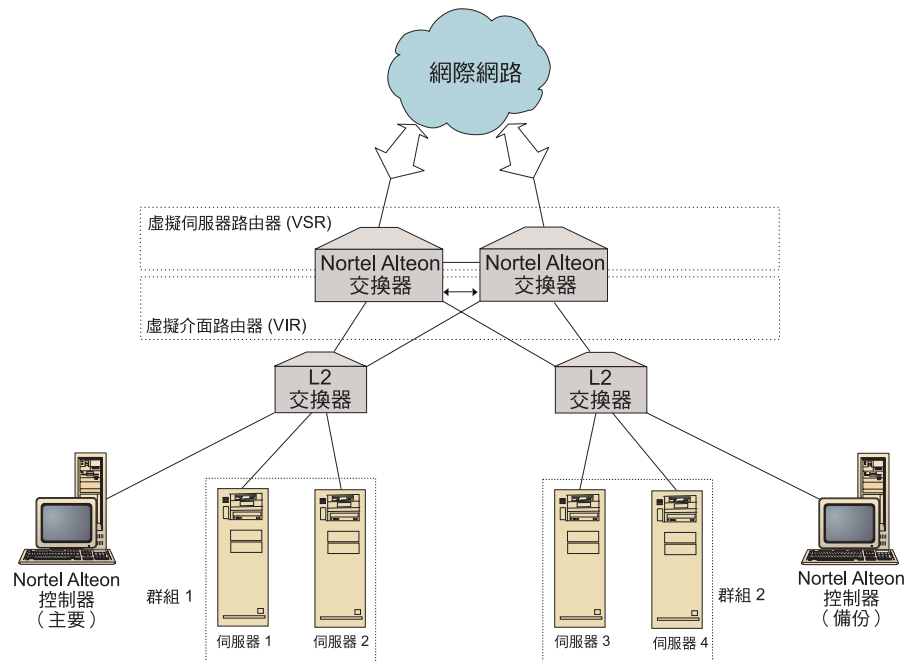 網際網路
虛擬伺服器路由器 (VSR)
Nortel Alteon
交換器
Nortel Alteon
交換器
虛擬介面路由器 (VIR)
L2
交換器
L2
交換器
Nortel Alteon
控制器
（主要）
群組 1
伺服器 1
伺服器 2
伺服器 3
伺服器 4
群組 2
Nortel Alteon
控制器
（備份）